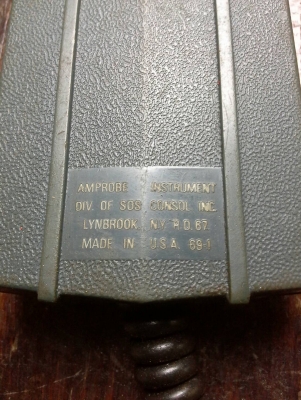 AMPROBE INSTRUMENT
DIV. OF SOS CONSOL. INC.
LYNBROOK N.Y. R.D. 67
MADE IN U.S.A. 69-1